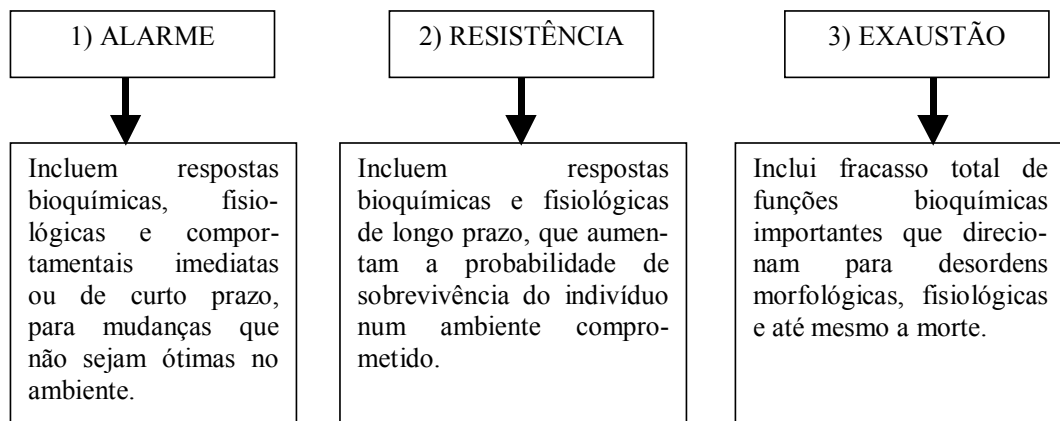 1) ALARME
Incluem respostas
bioquímicas, fisio-
lógicas e compor-
tamentais imediatas
ou de curto prazo,
para mudanças que
não sejam ótimas no
ambiente.
2) RESISTÊNCIA
Incluem respostas
bioquímicas e fisiológicas
de longo prazo, que aumen-
tam a probabilidade de
sobrevivência do indivíduo
num ambiente compro-
metido.
3) EXAUSTÃO
Inclui fracasso total de
funções bioquímicas
importantes que direcio-
nam para desordens
morfológicas, fisiológicas
e até mesmo a morte.